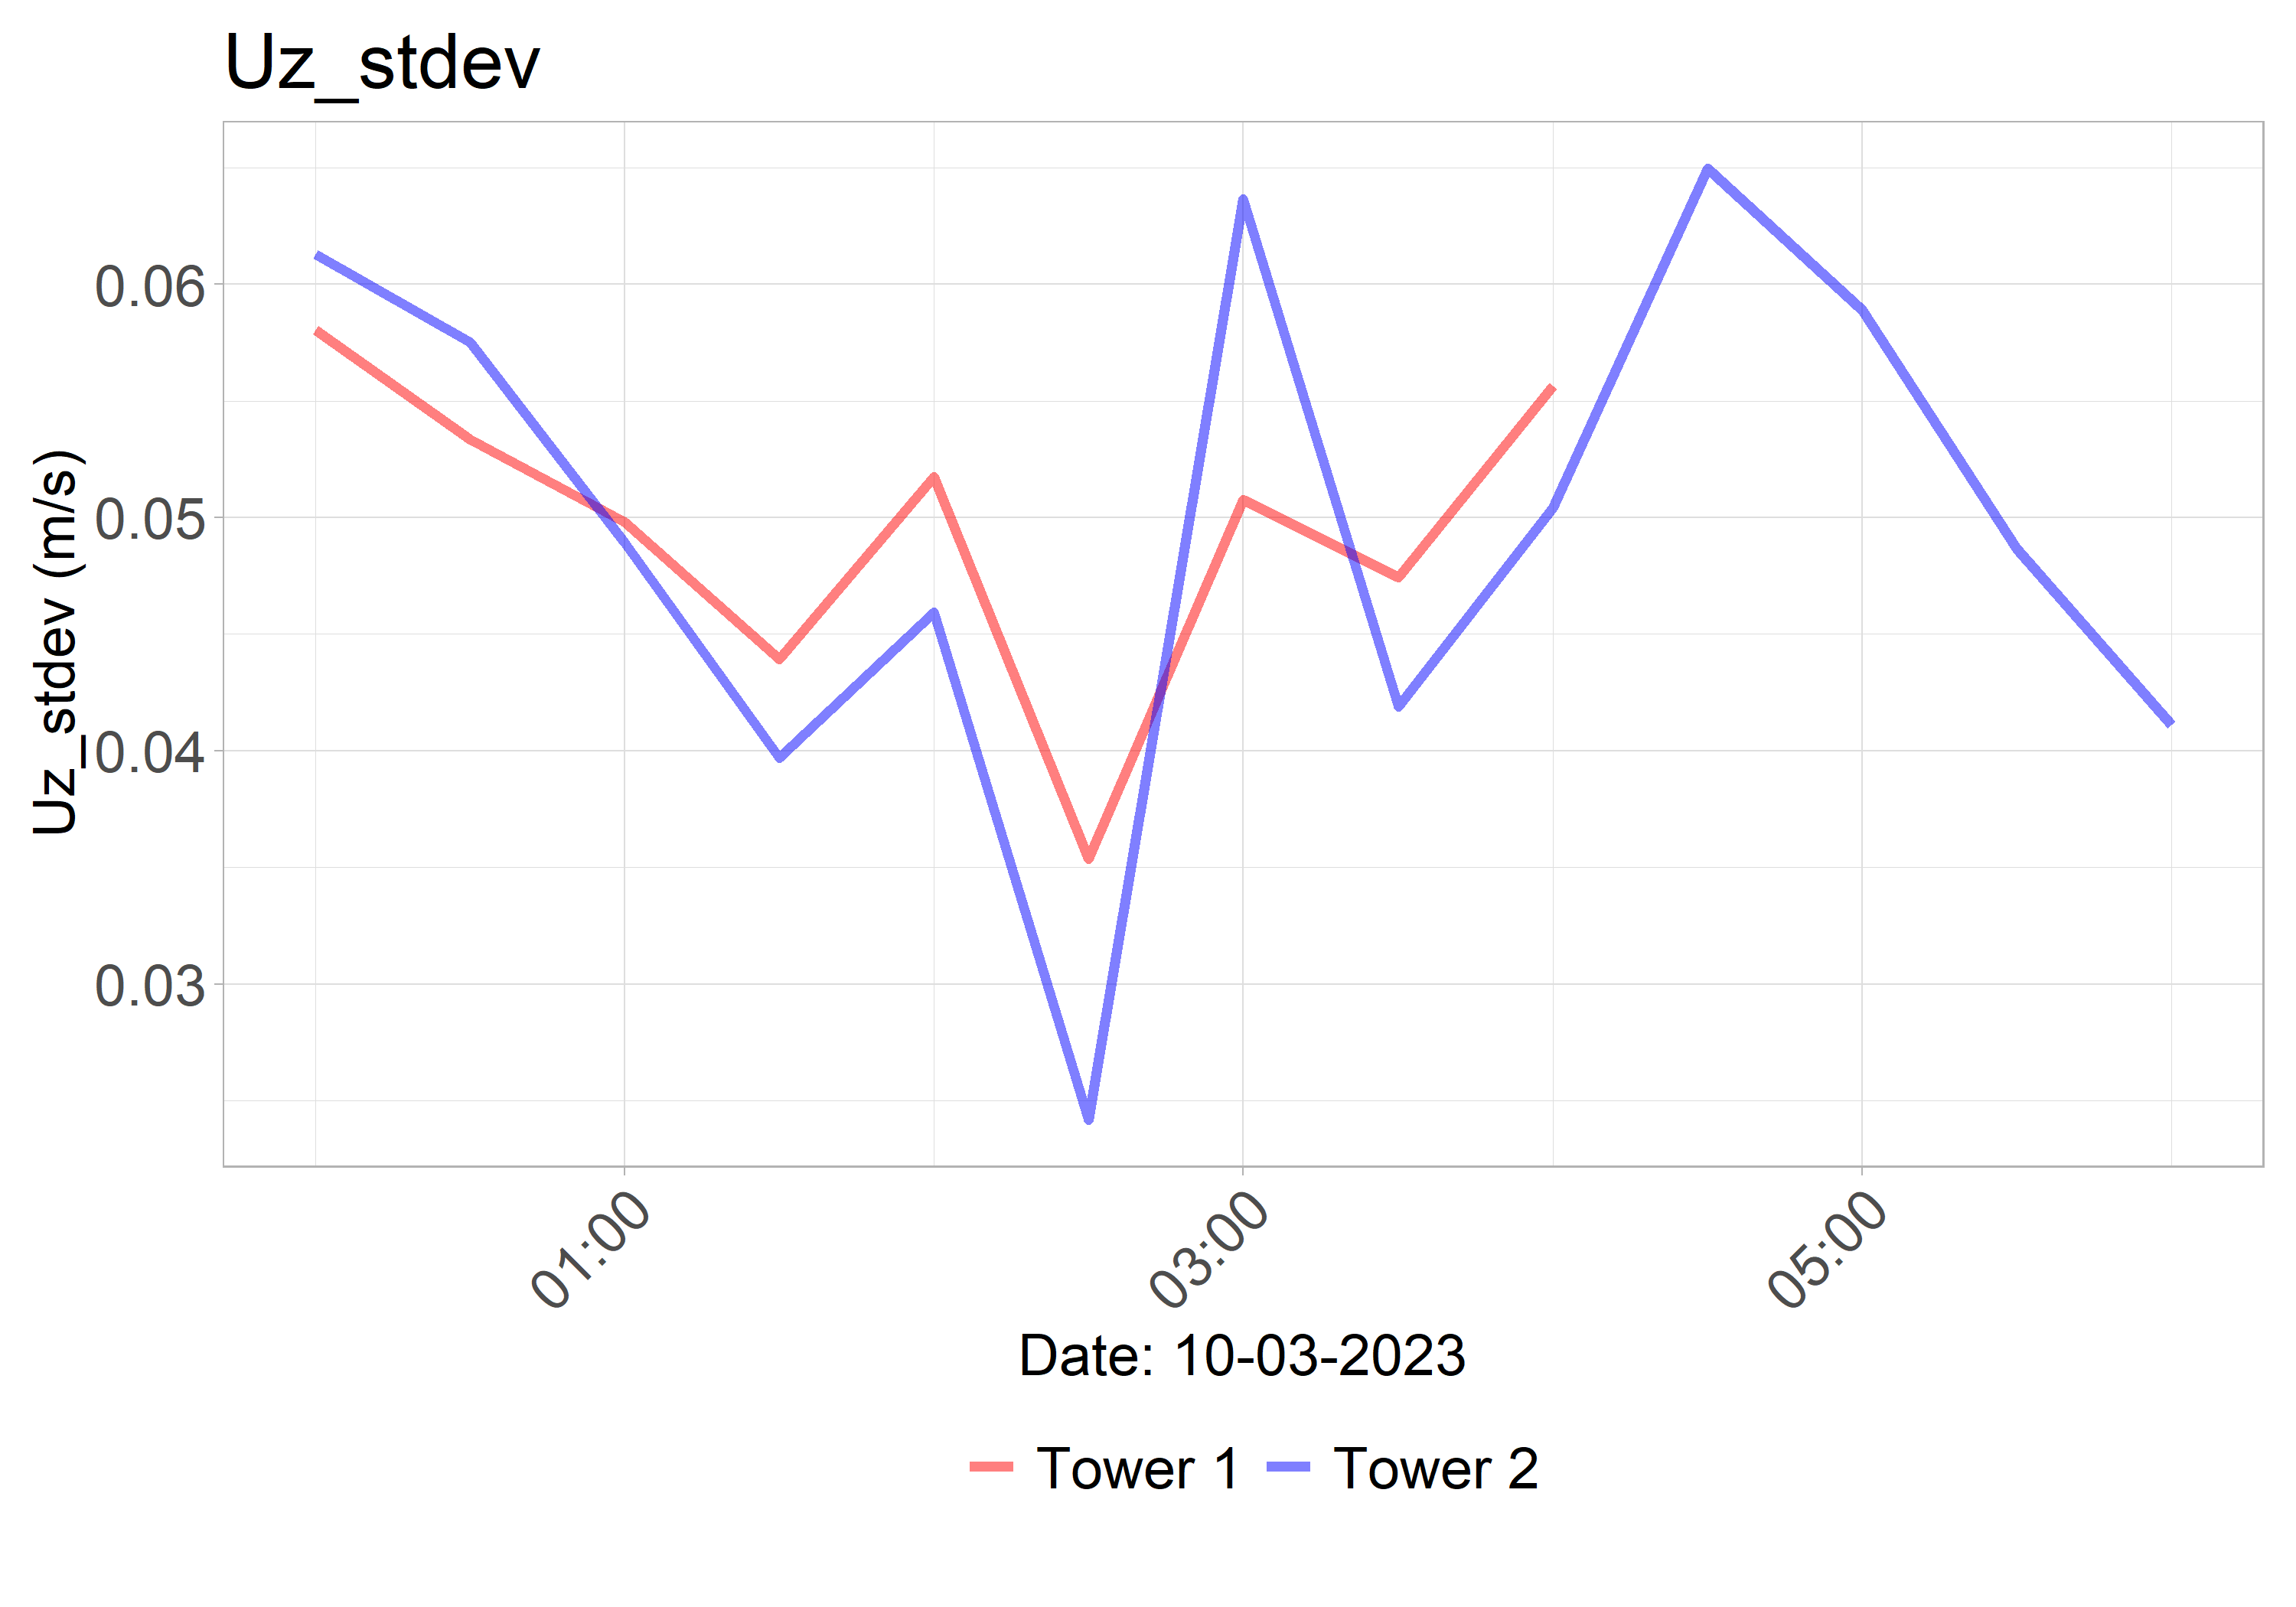 Uz_stdev
Uz_stdev (m/s)
0.06
0.05
0.04
0.03
01:00
03:00
05:00
Date: 10-03-2023
Tower 1
Tower 2